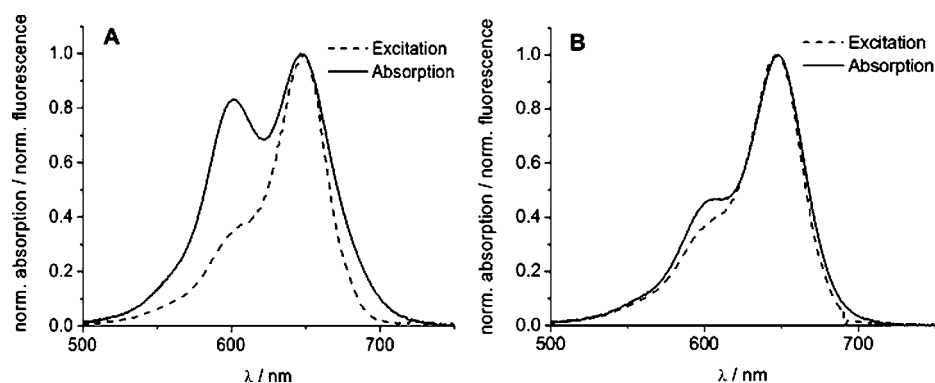 A
Excitation
Absorption
norm. absorption / norm. fluorescence
1.0
0.8
0.6
0.4
0.2
0.0
500
600
700
λ / nm
B
Excitation
Absorption
norm. absorption / norm. fluorescence
1.0
0.8
0.6
0.4
0.2
0.0
500
600
700
λ / nm